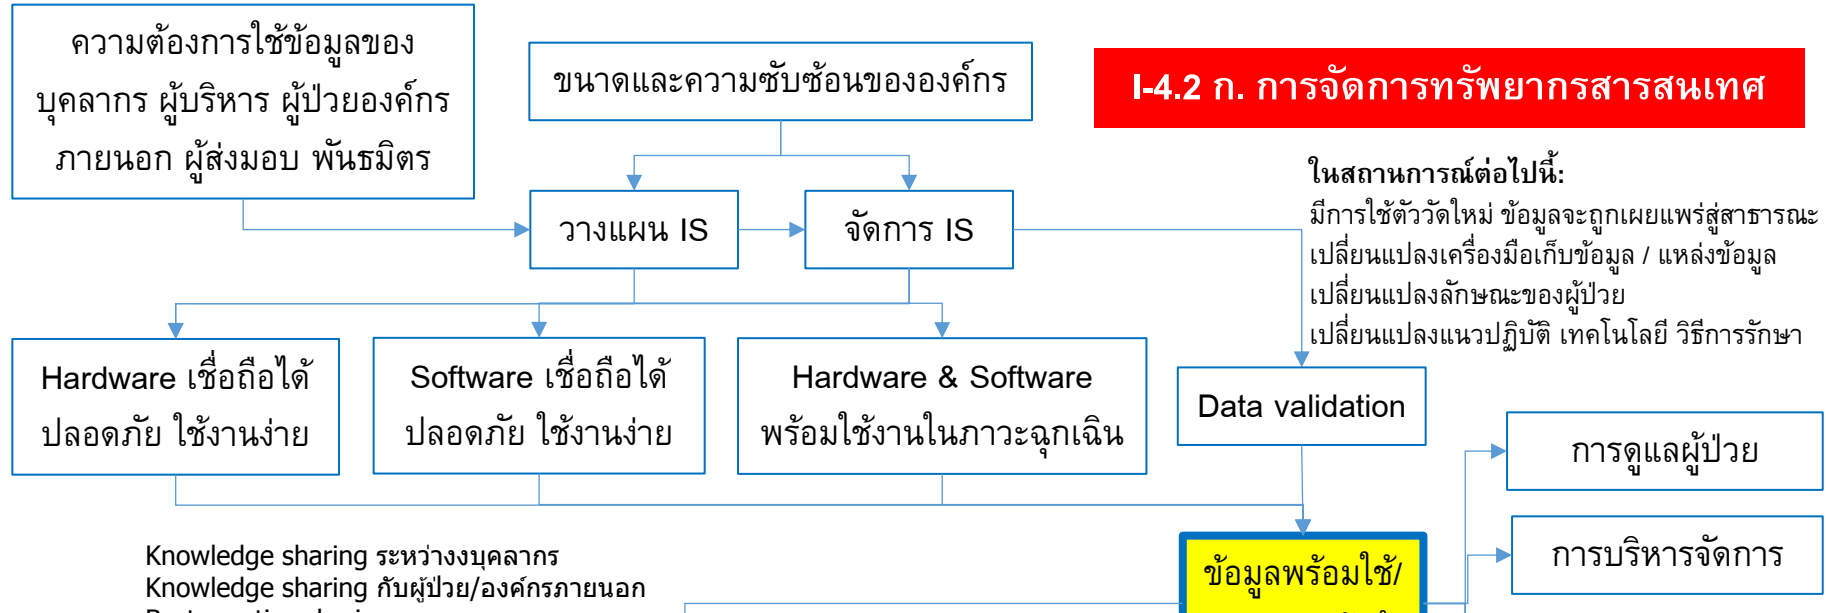 ความต้องการใช้ข้อมูลของ
บุคลากร ผู้บริหาร ผู้ป่วยองค์กร
ภายนอก ผู้ส่งมอบ พันธมิตร
ขนาดและความซับซ้อนขององค์กร
I-4.2 ก. การจัดการทรัพยากรสารสนเทศ
ในสถานการณ์ต่อไปนี้:
มีการใช้ตัววัดใหม่ ข้อมูลจะถูกเผยแพร่สู่สาธารณะ
เปลี่ยนแปลงเครื่องมือเก็บข้อมูล / แหล่งข้อมูล
เปลี่ยนแปลงลักษณะของผู้ป่วย
เปลี่ยนแปลงแนวปฏิบัติ เทคโนโลยี วิธีการรักษา
วางแผน IS
จัดการ IS
Hardware เชื่อถือได้
ปลอดภัย ใช้งานง่าย
Software เชื่อถือได้
ปลอดภัย ใช้งานง่าย
Hardware & Software
พร้อมใช้งานในภาวะฉุกเฉิน
Data validation
การดูแลผู้ป่วย
การบริหารจัดการ
ข้อมูลพร้อมใช้/
Knowledge sharing ระหว่างงบุคลากร
Knowledge sharing กับผู้ป่วย/องค์กรภายนอก